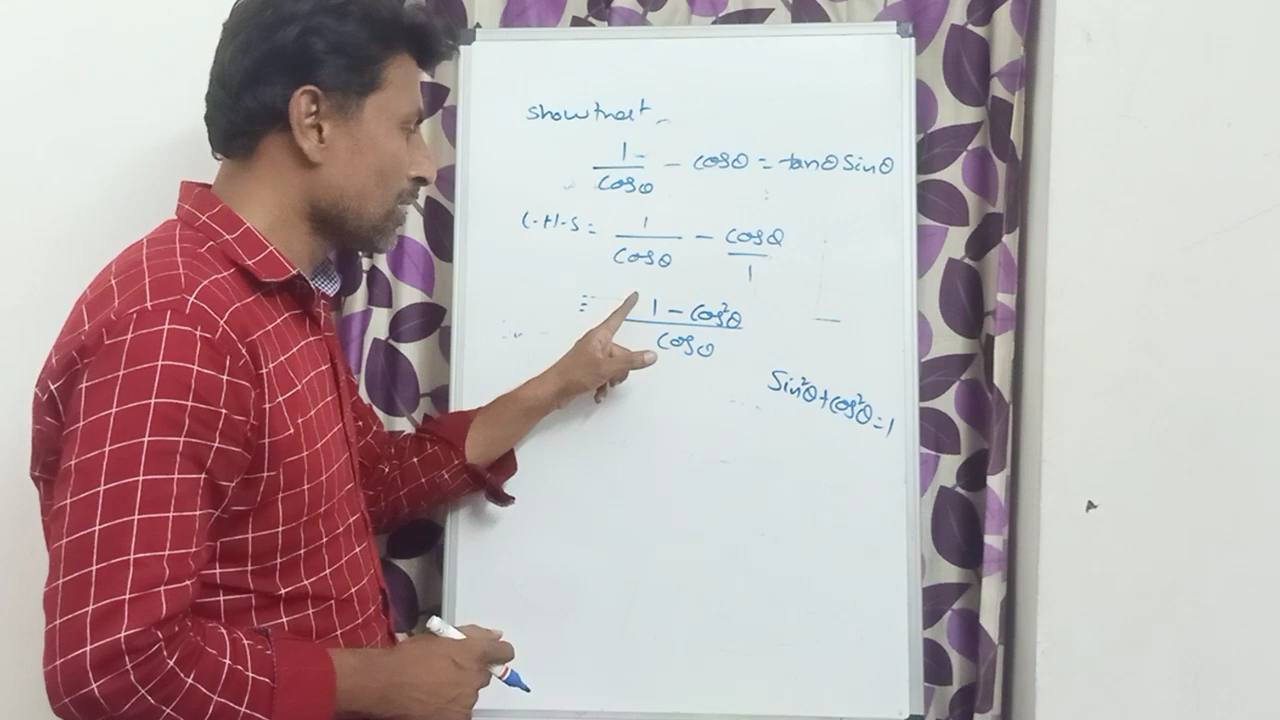 Show that
1/cosθ - cosθ = tanθ sinθ
L-H-S = 1/cosθ - cosθ/1
= 1 - cos²θ/cosθ
sin²θ + cos²θ = 1